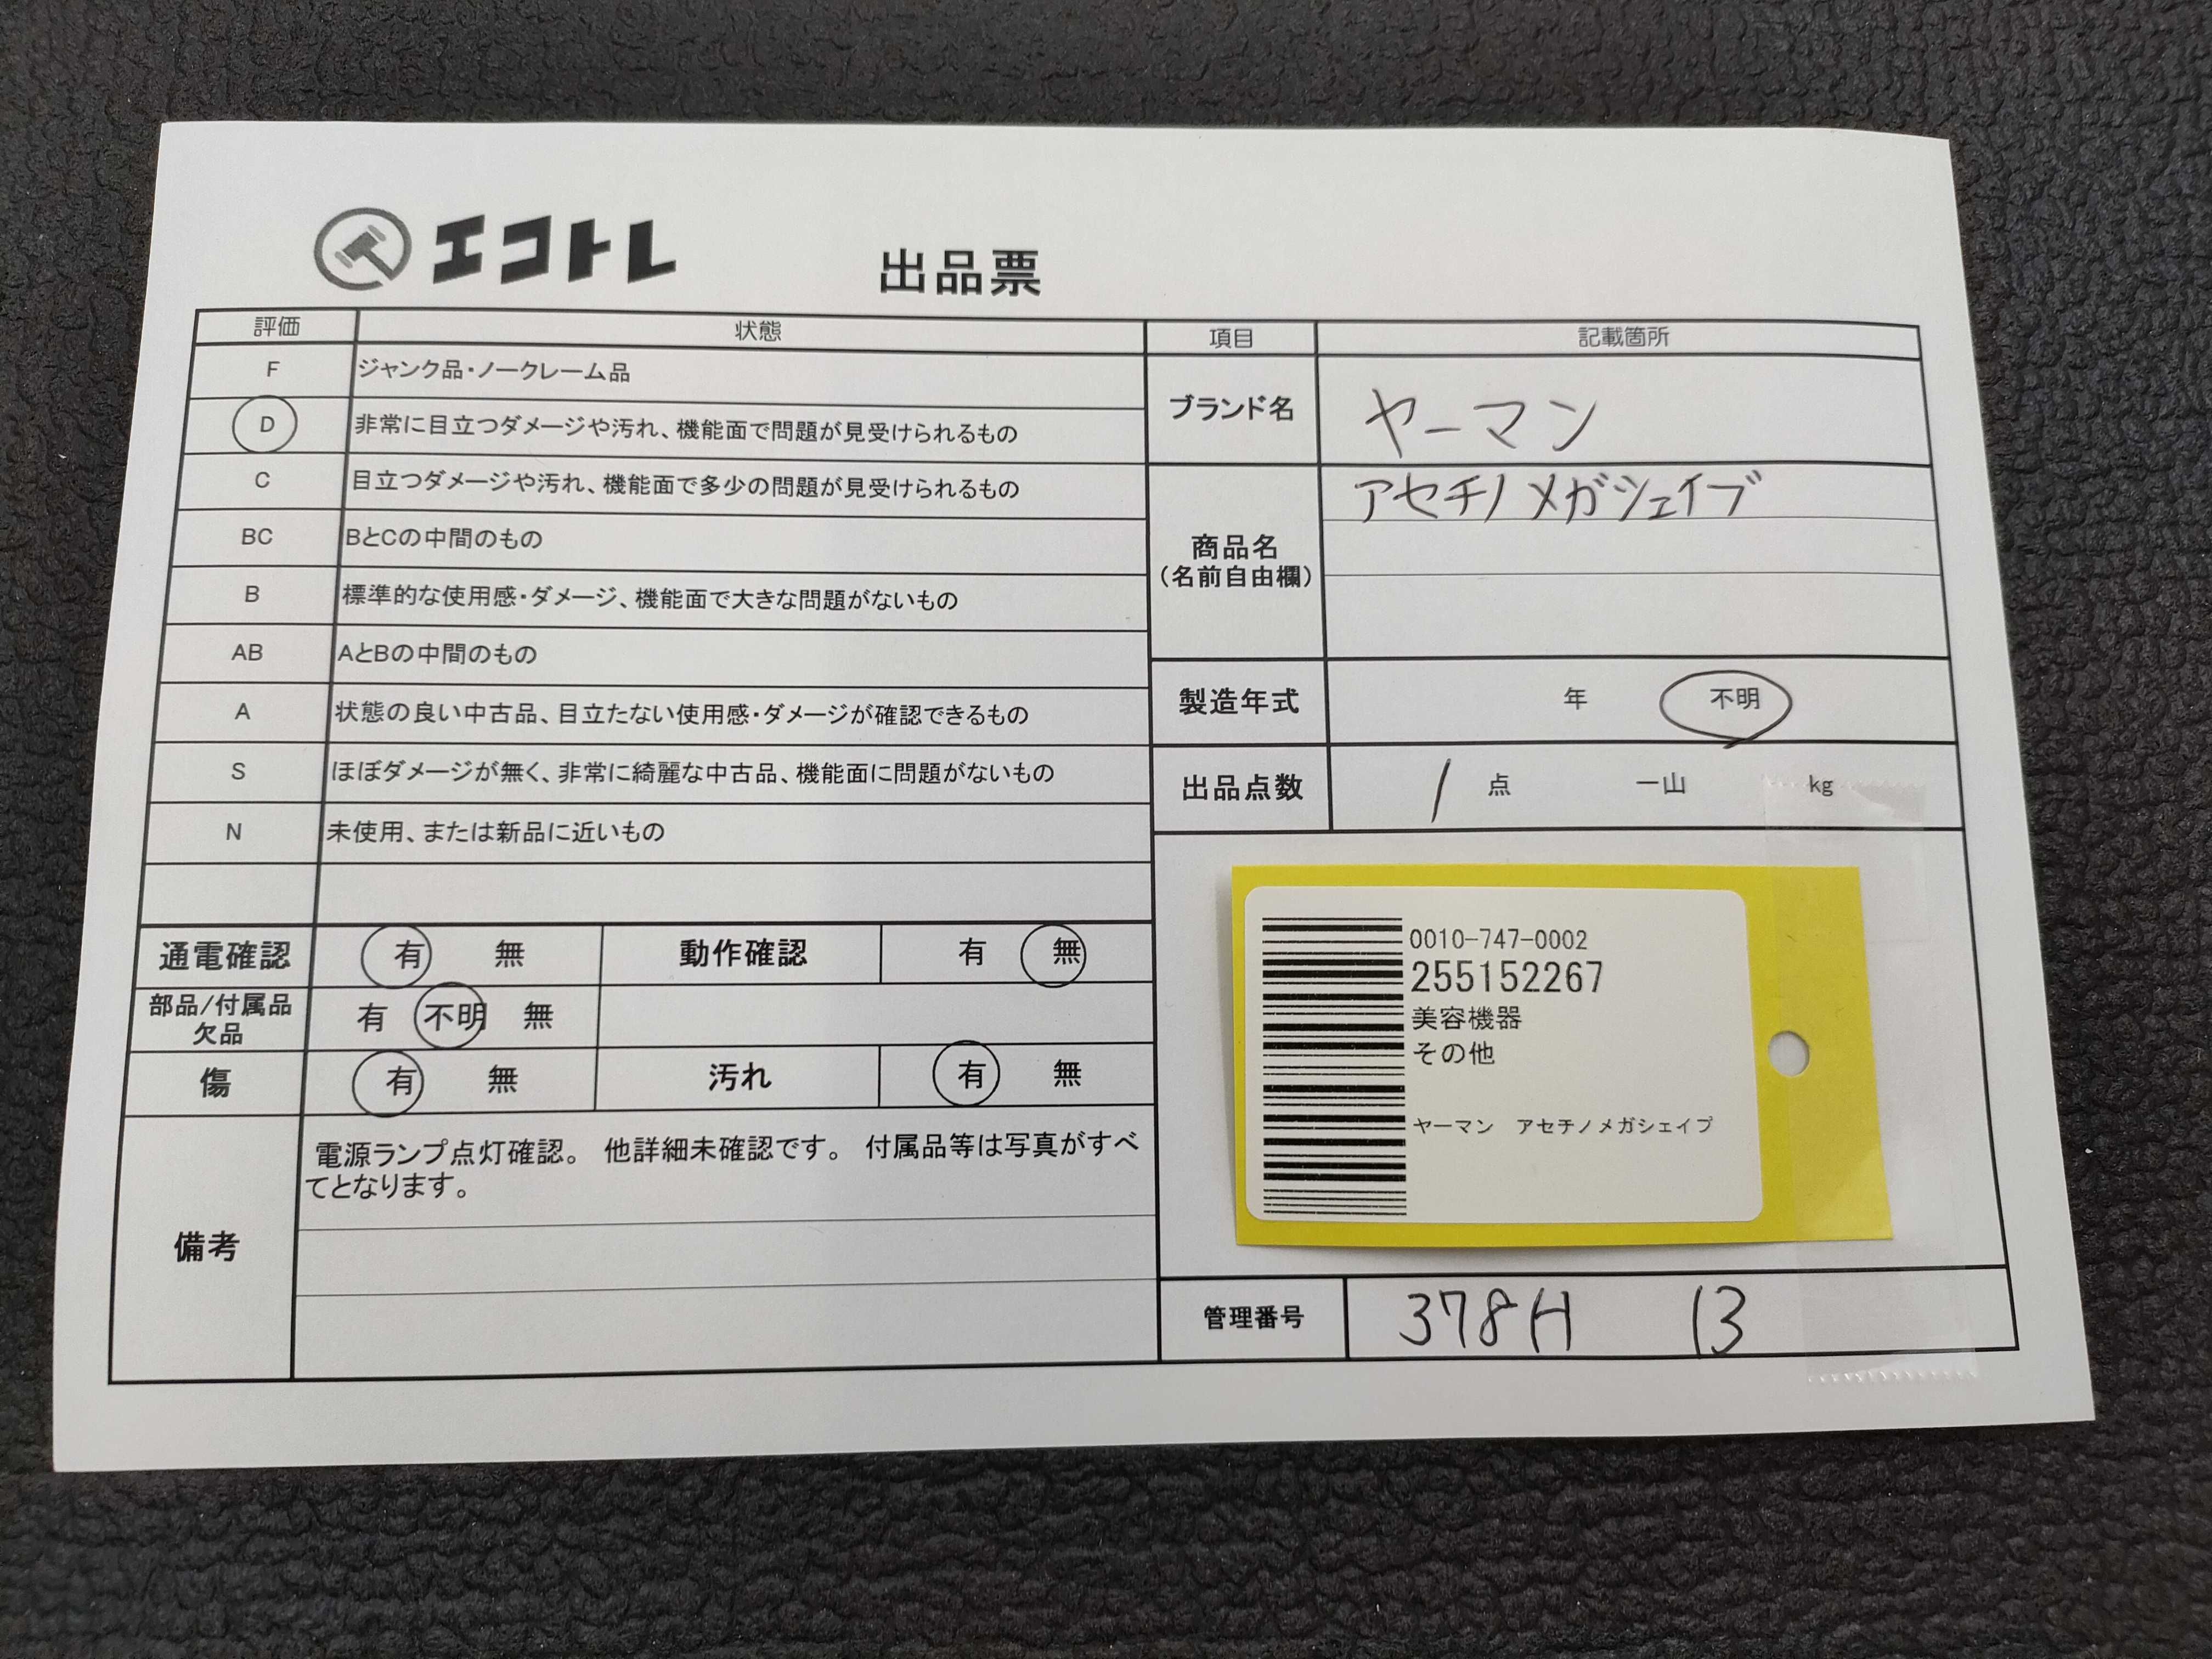 エコトレ
出品票
評価 状態
F ジャンク品・ノークレーム品
D 非常に目立つダメージや汚れ、機能面で問題が見受けられるもの
C 目立つダメージや汚れ、機能面で多少の問題が見受けられるもの
BC BとCの中間のもの
B 標準的な使用感・ダメージ、機能面で大きな問題がないもの
AB AとBの中間のもの
A 状態の良い中古品、目立たない使用感・ダメージが確認できるもの
S ほぼダメージが無く、非常に綺麗な中古品、機能面に問題がないもの
N 未使用、または新品に近いもの
通電確認 有 無 動作確認 有 無
部品/付属品
欠品
有 不明 無
傷 有 無 汚れ 有 無
備考
電源ランプ点灯確認。 他詳細未確認です。 付属品等は写真がすべ
てとなります。
項目 記載箇所
ブランド名 ヤーマン
商品名
(名前自由欄)
アセチノ メガシェイプ
製造年式 年 不明
出品点数 1 点 一山 kg
0010-747-0002
255152267
美容機器
その他
ヤーマン アセチノメガシェイプ
管理番号 378H 13